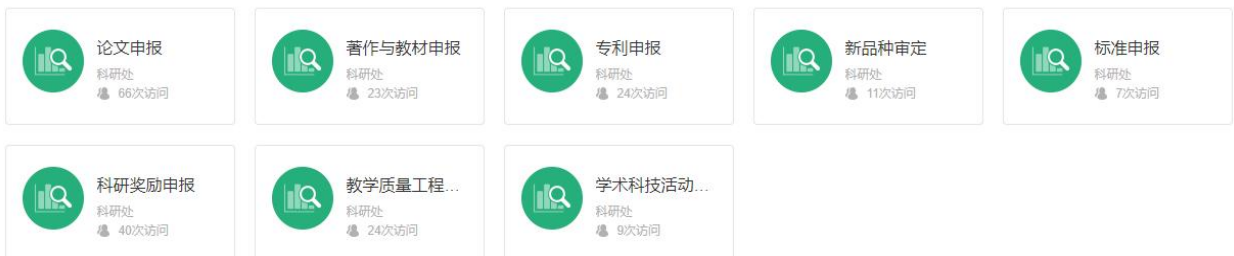 论文申报
科研处
66次访问
著作与教材申报
科研处
23次访问
专利申报
科研处
24次访问
新品种审定
科研处
11次访问
标准申报
科研处
7次访问
科研奖励申报
科研处
40次访问
教学质量工程...
科研处
24次访问
学术科技活动...
科研处
9次访问